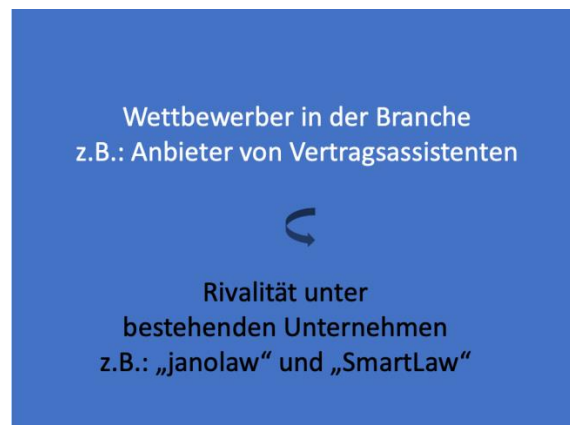 Wettbewerber in der Branche
z.B.: Anbieter von Vertragsassistenten
Rivalität unter
bestehenden Unternehmen
z.B.: „janolaw“ und „SmartLaw“